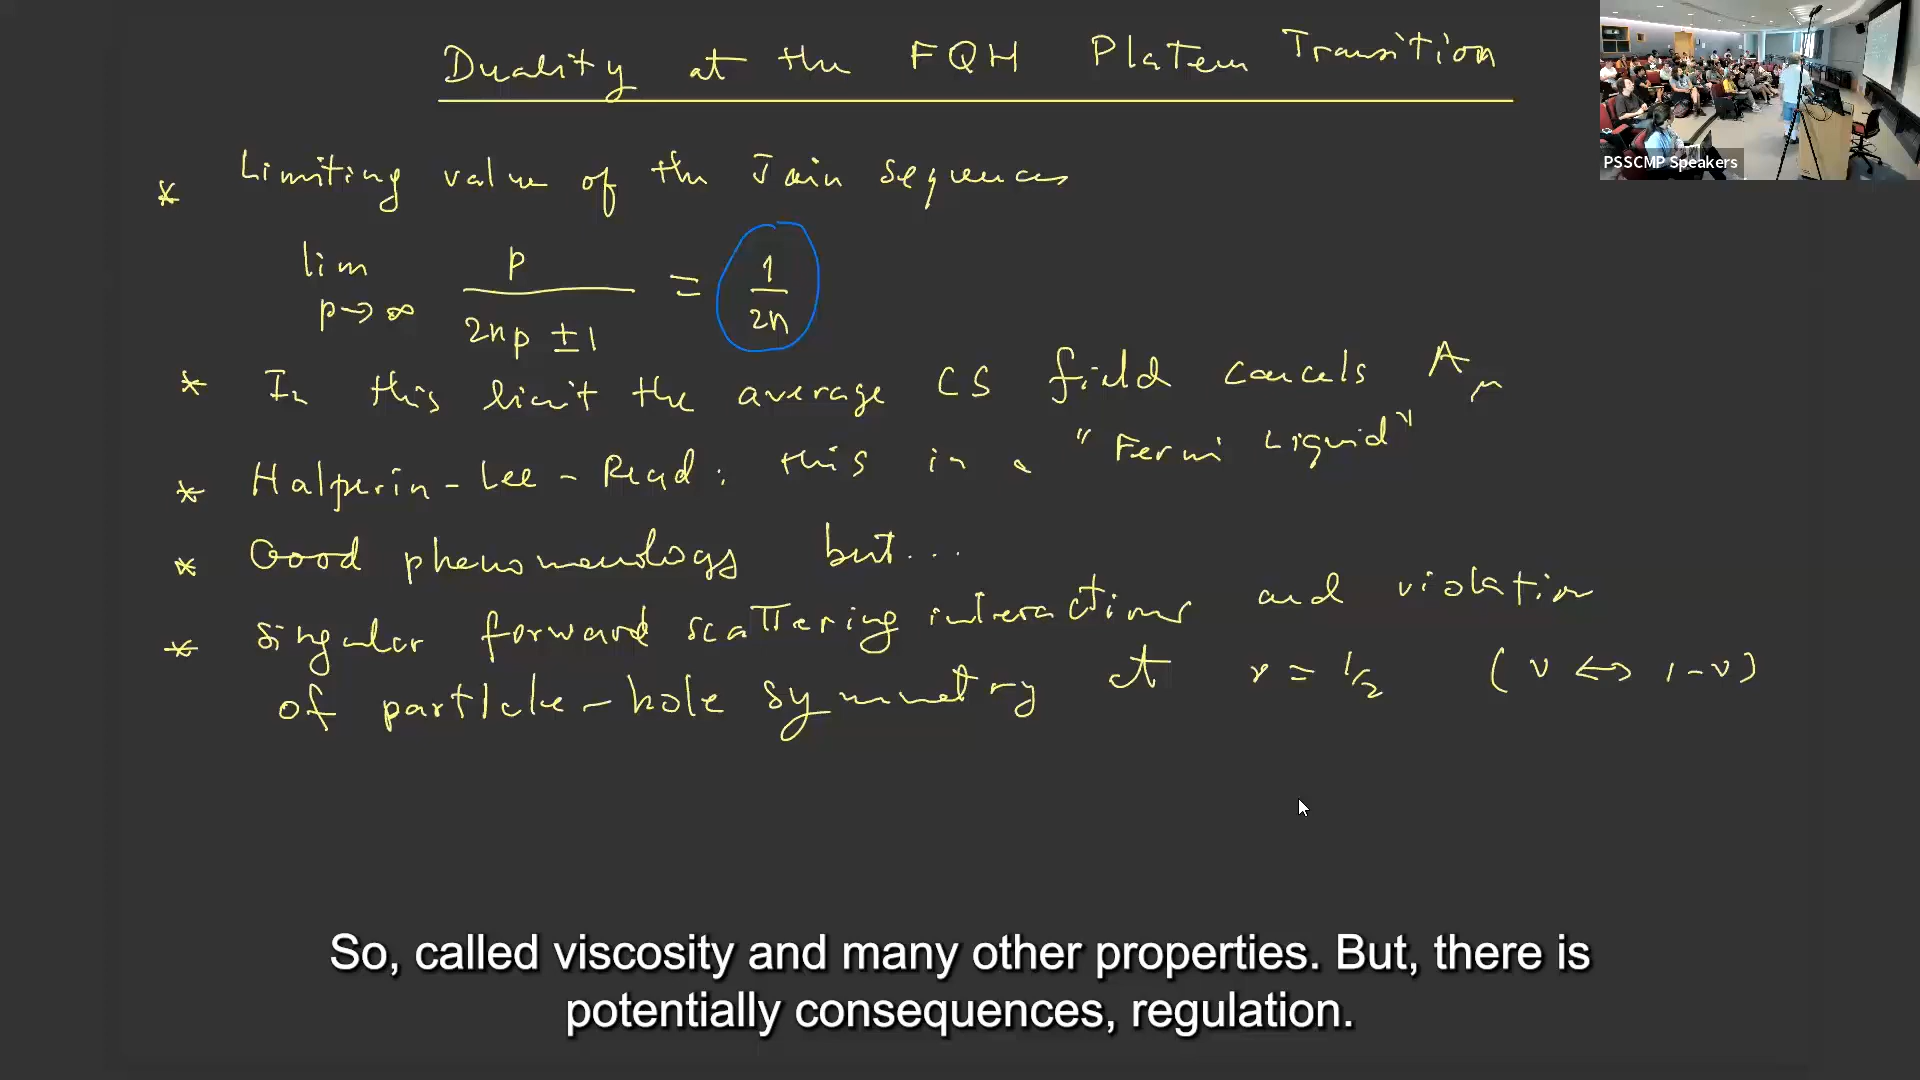 Duality at the FQH Plateau Transition
PSSCMP Speakers
* Limiting value of the Jain sequences
lim p→∞ p / (2np ± 1) = 1/2n
* In this limit the average CS field cancels Aμ
* Halperin-Lee-Read: this is a "Fermi Liquid"
* Good phenomenology but...
* singular forward scattering interactions and violation
of particle-hole symmetry at ν = 1/2 (ν ↔ 1-ν)
So, called viscosity and many other properties. But, there is
potentially consequences, regulation.